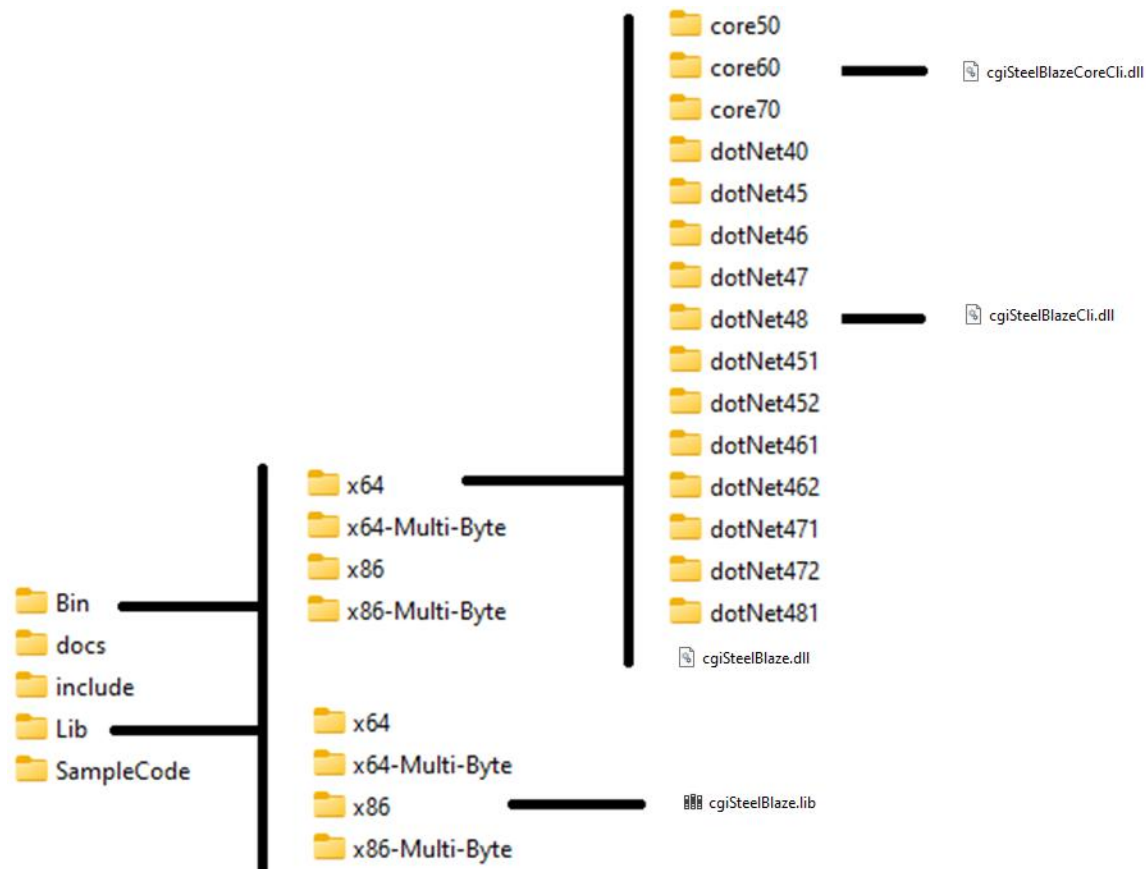 Bin
docs
include
Lib
SampleCode
x64
x64-Multi-Byte
x86
x86-Multi-Byte
x64
x64-Multi-Byte
x86
x86-Multi-Byte
core50
core60
core70
dotNet40
dotNet45
dotNet46
dotNet47
dotNet48
dotNet451
dotNet452
dotNet461
dotNet462
dotNet471
dotNet472
dotNet481
cgiSteelBlaze.dll
cgiSteelBlaze.lib
cgiSteelBlazeCoreCli.dll
cgiSteelBlazeCli.dll